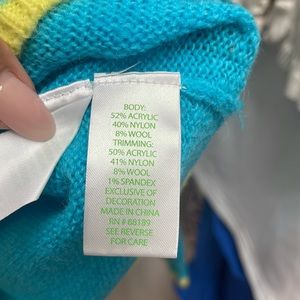 BODY:
52% ACRYLIC
40% NYLON
8% WOOL
TRIMMING:
50% ACRYLIC
41% NYLON
8% WOOL
1% SPANDEX
EXCLUSIVE OF
DECORATION
MADE IN CHINA
RN # 88189
SEE REVERSE
FOR CARE